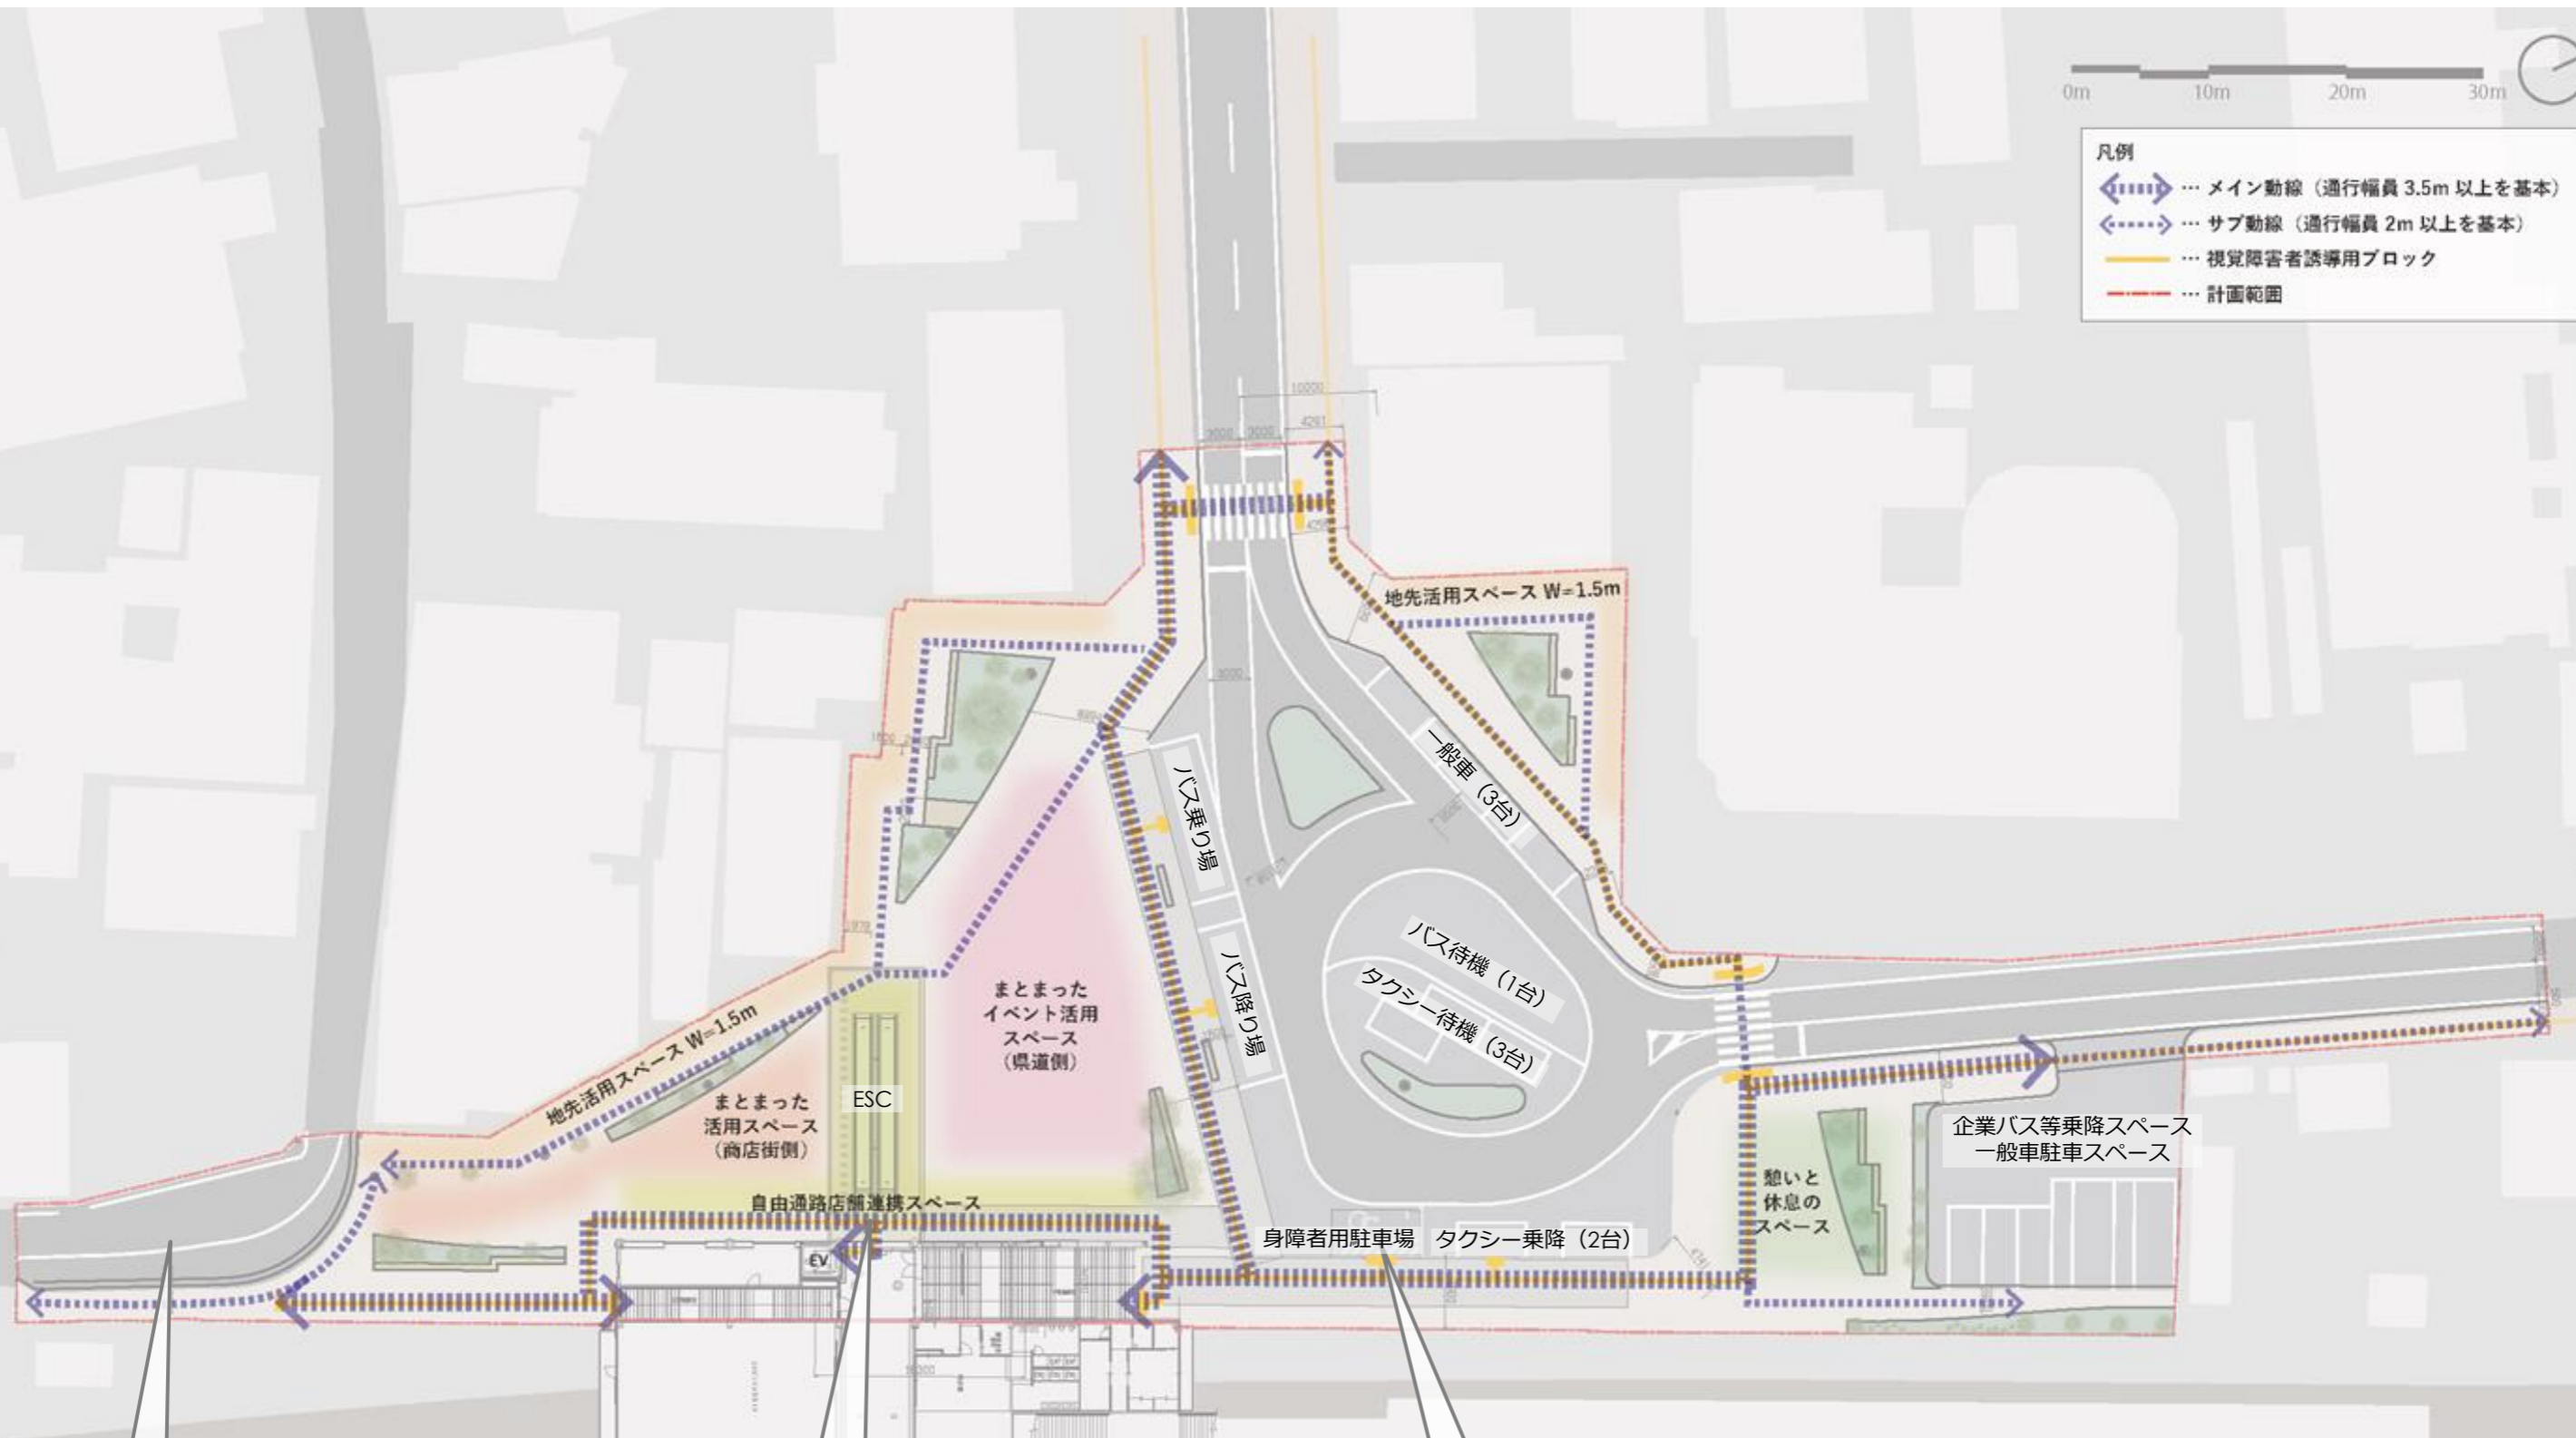 0m 10m 20m 30m
凡例
… メイン動線（通行幅員 3.5m 以上を基本）
… サブ動線（通行幅員 2m 以上を基本）
… 視覚障害者誘導用ブロック
… 計画範囲
10000
4261
3000 3000
地先活用スペース W=1.5m
一般車（3台）
バス乗り場
バス降り場
バス待機（1台）
タクシー待機（3台）
まとまった
イベント活用
スペース
（県道側）
地先活用スペース W=1.5m
まとまった
活用スペース
（商店街側）
ESC
企業バス等乗降スペース
一般車駐車スペース
憩いと
休息の
スペース
自由通路店舗連携スペース
身障者用駐車場
タクシー乗降（2台）
EV